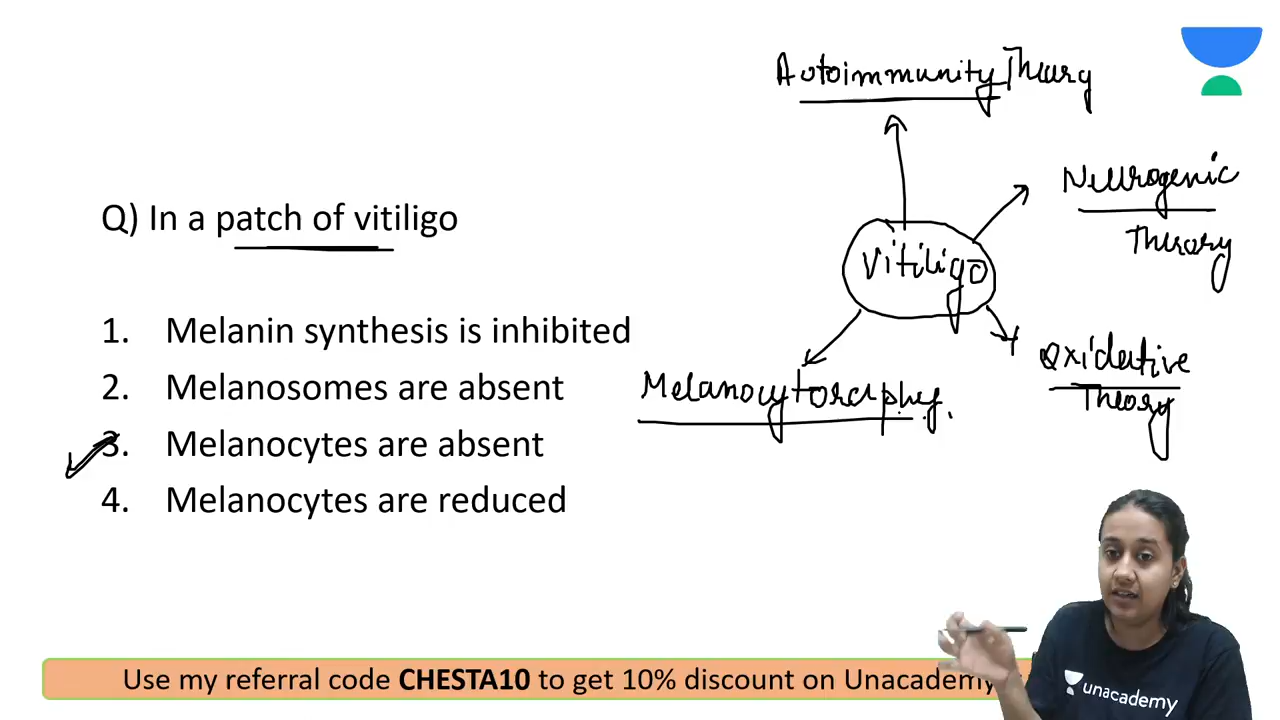 Autoimmunity Theory
Neurogenic
Theory
Q) In a patch of vitiligo
Vitiligo
1. Melanin synthesis is inhibited
Oxidative
Theory
2. Melanosomes are absent
3. Melanocytes are absent
4. Melanocytes are reduced
unacademy
Use my referral code CHESTA10 to get 10% discount on Unacademy